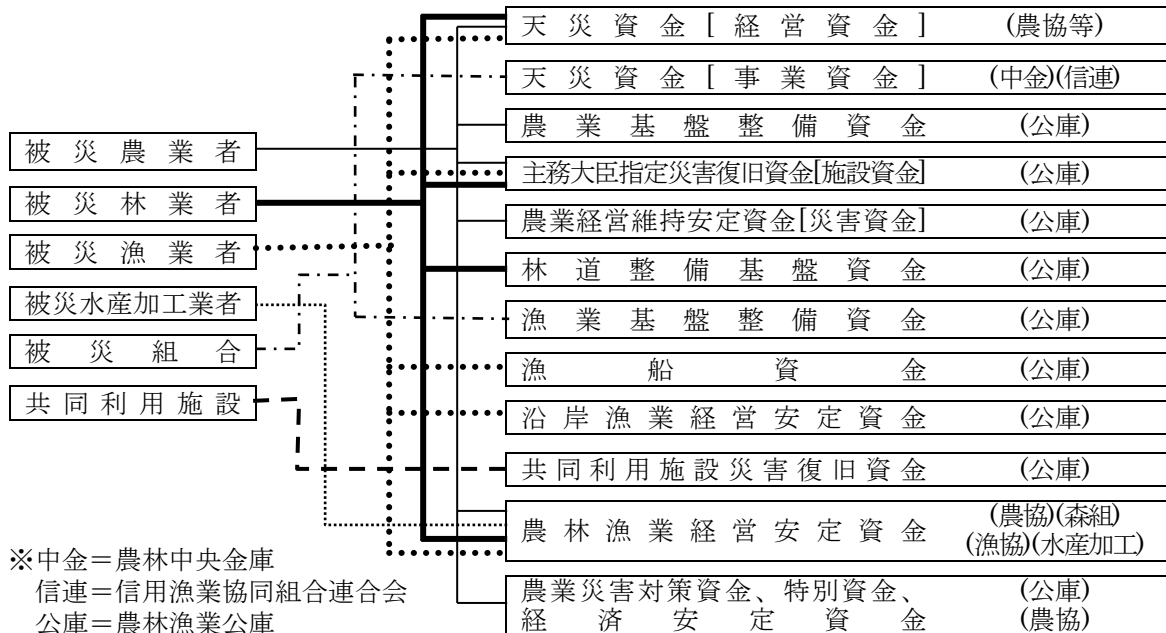 天災資金[経営資金] (農協等)
天災資金[事業資金] (中金)(信連)
農業基盤整備資金 (公庫)
主務大臣指定災害復旧資金[施設資金] (公庫)
農業経営維持安定資金[災害資金] (公庫)
林道整備基盤資金 (公庫)
漁業基盤整備資金 (公庫)
漁船資金 (公庫)
沿岸漁業経営安定資金 (公庫)
共同利用施設災害復旧資金 (公庫)
農林漁業経営安定資金 (農協)(森組)
(漁協)(水産加工)
農業災害対策資金、特別資金、 (公庫)
経済安定資金 (農協)
被災農業者
被災林業者
被災漁業者
被災水産加工業者
被災組合
共同利用施設
※中金＝農林中央金庫
信連＝信用漁業協同組合連合会
公庫＝農林漁業公庫